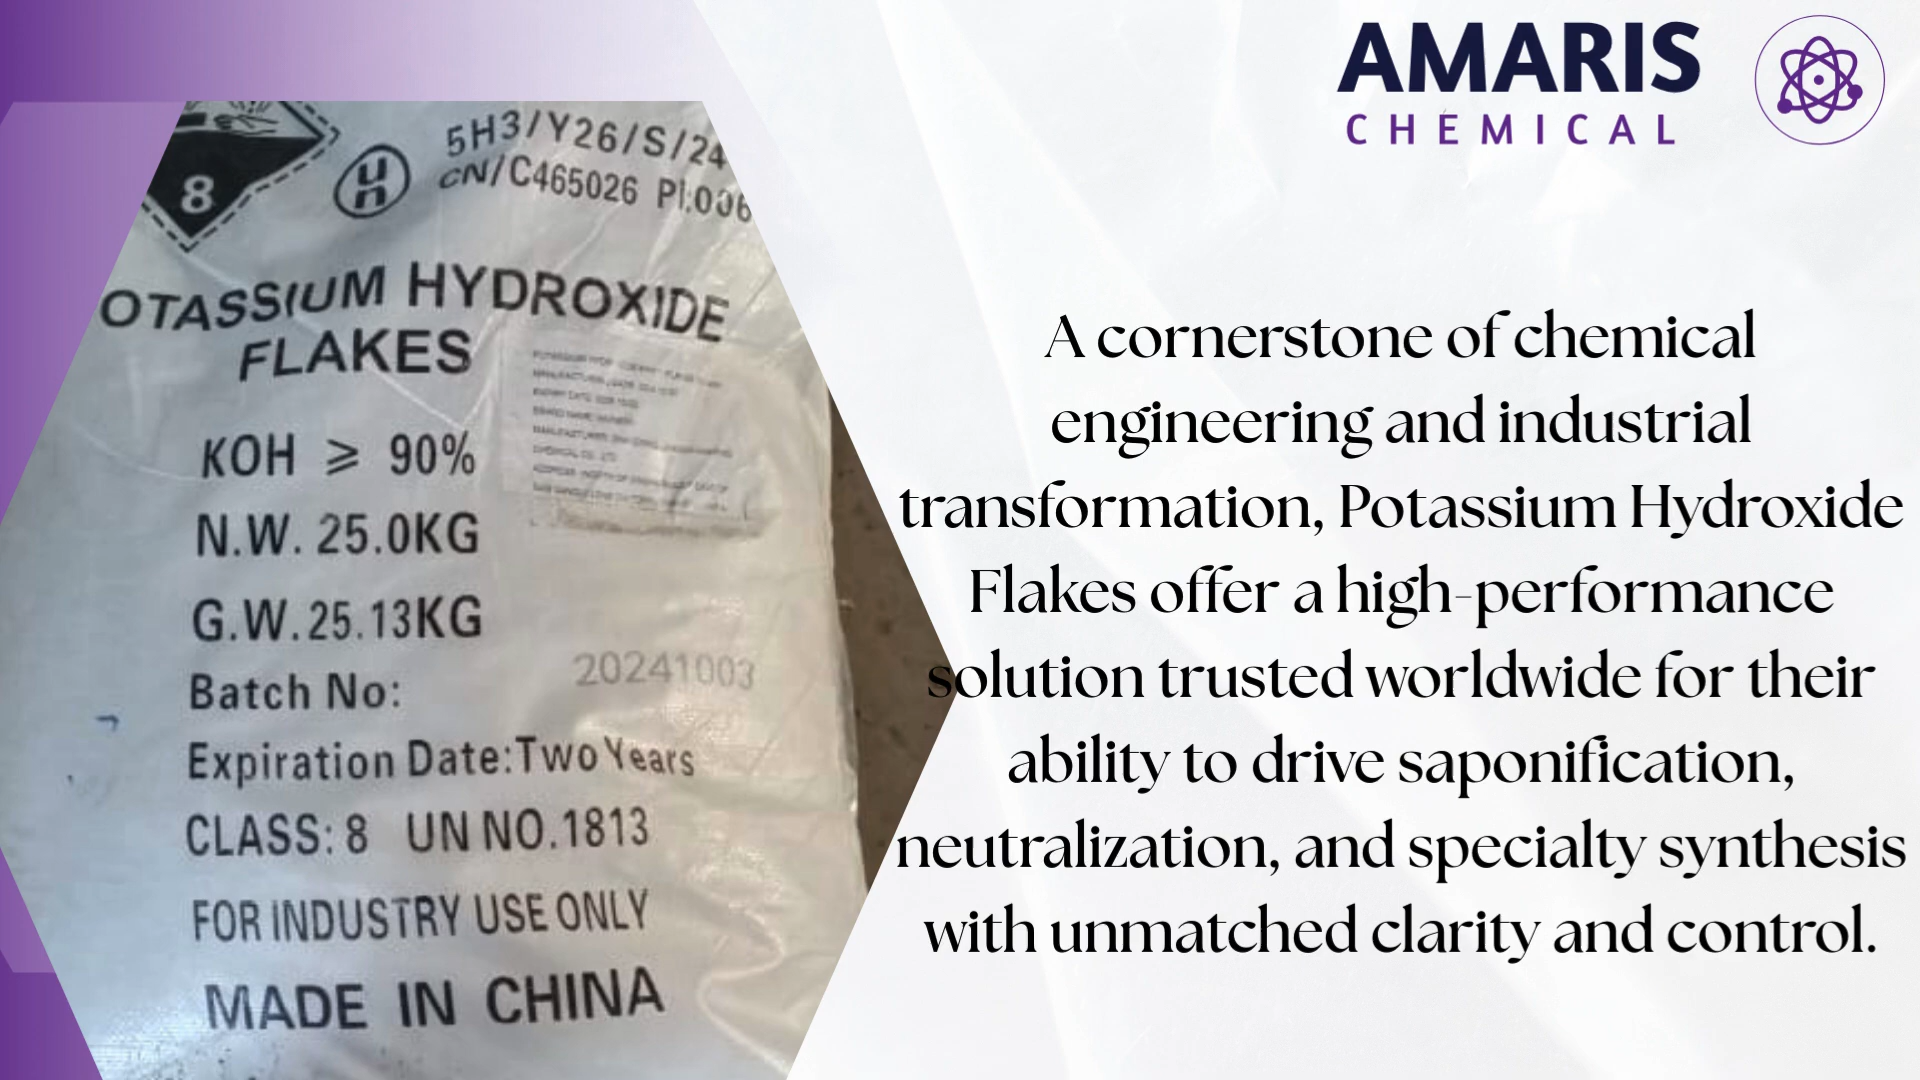 8
5H3/Y26/S/24
CN/C465026 PI:006
OTASSIUM HYDROXIDE
FLAKES
KOH ⩾ 90%
N.W. 25.0KG
G.W. 25.13KG
Batch No:
20241003
Expiration Date: Two Years
CLASS: 8 UN NO. 1813
FOR INDUSTRY USE ONLY
MADE IN CHINA
AMARIS
CHEMICAL
A cornerstone of chemical
engineering and industrial
transformation, Potassium Hydroxide
Flakes offer a high-performance
solution trusted worldwide for their
ability to drive saponification,
neutralization, and specialty synthesis
with unmatched clarity and control.